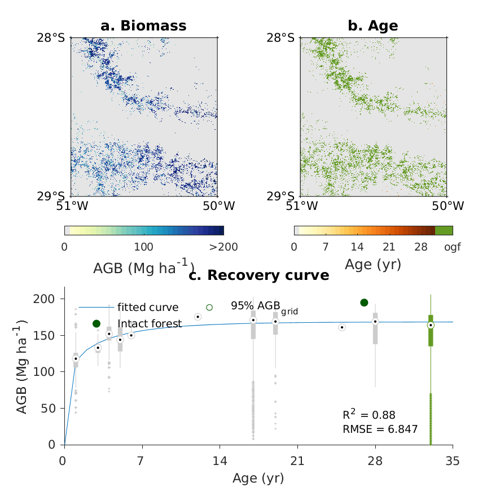 a. Biomass
b. Age
28°S
28°S
29°S
29°S
51°W
50°W
51°W
50°W
0
100
>200
0
7
14
21
28
ogf
AGB (Mg ha⁻¹)
Age (yr)
c. Recovery curve
200
150
100
50
0
AGB (Mg ha⁻¹)
fitted curve
95% AGB_grid
Intact forest
R² = 0.88
RMSE = 6.847
0
7
14
21
28
35
Age (yr)